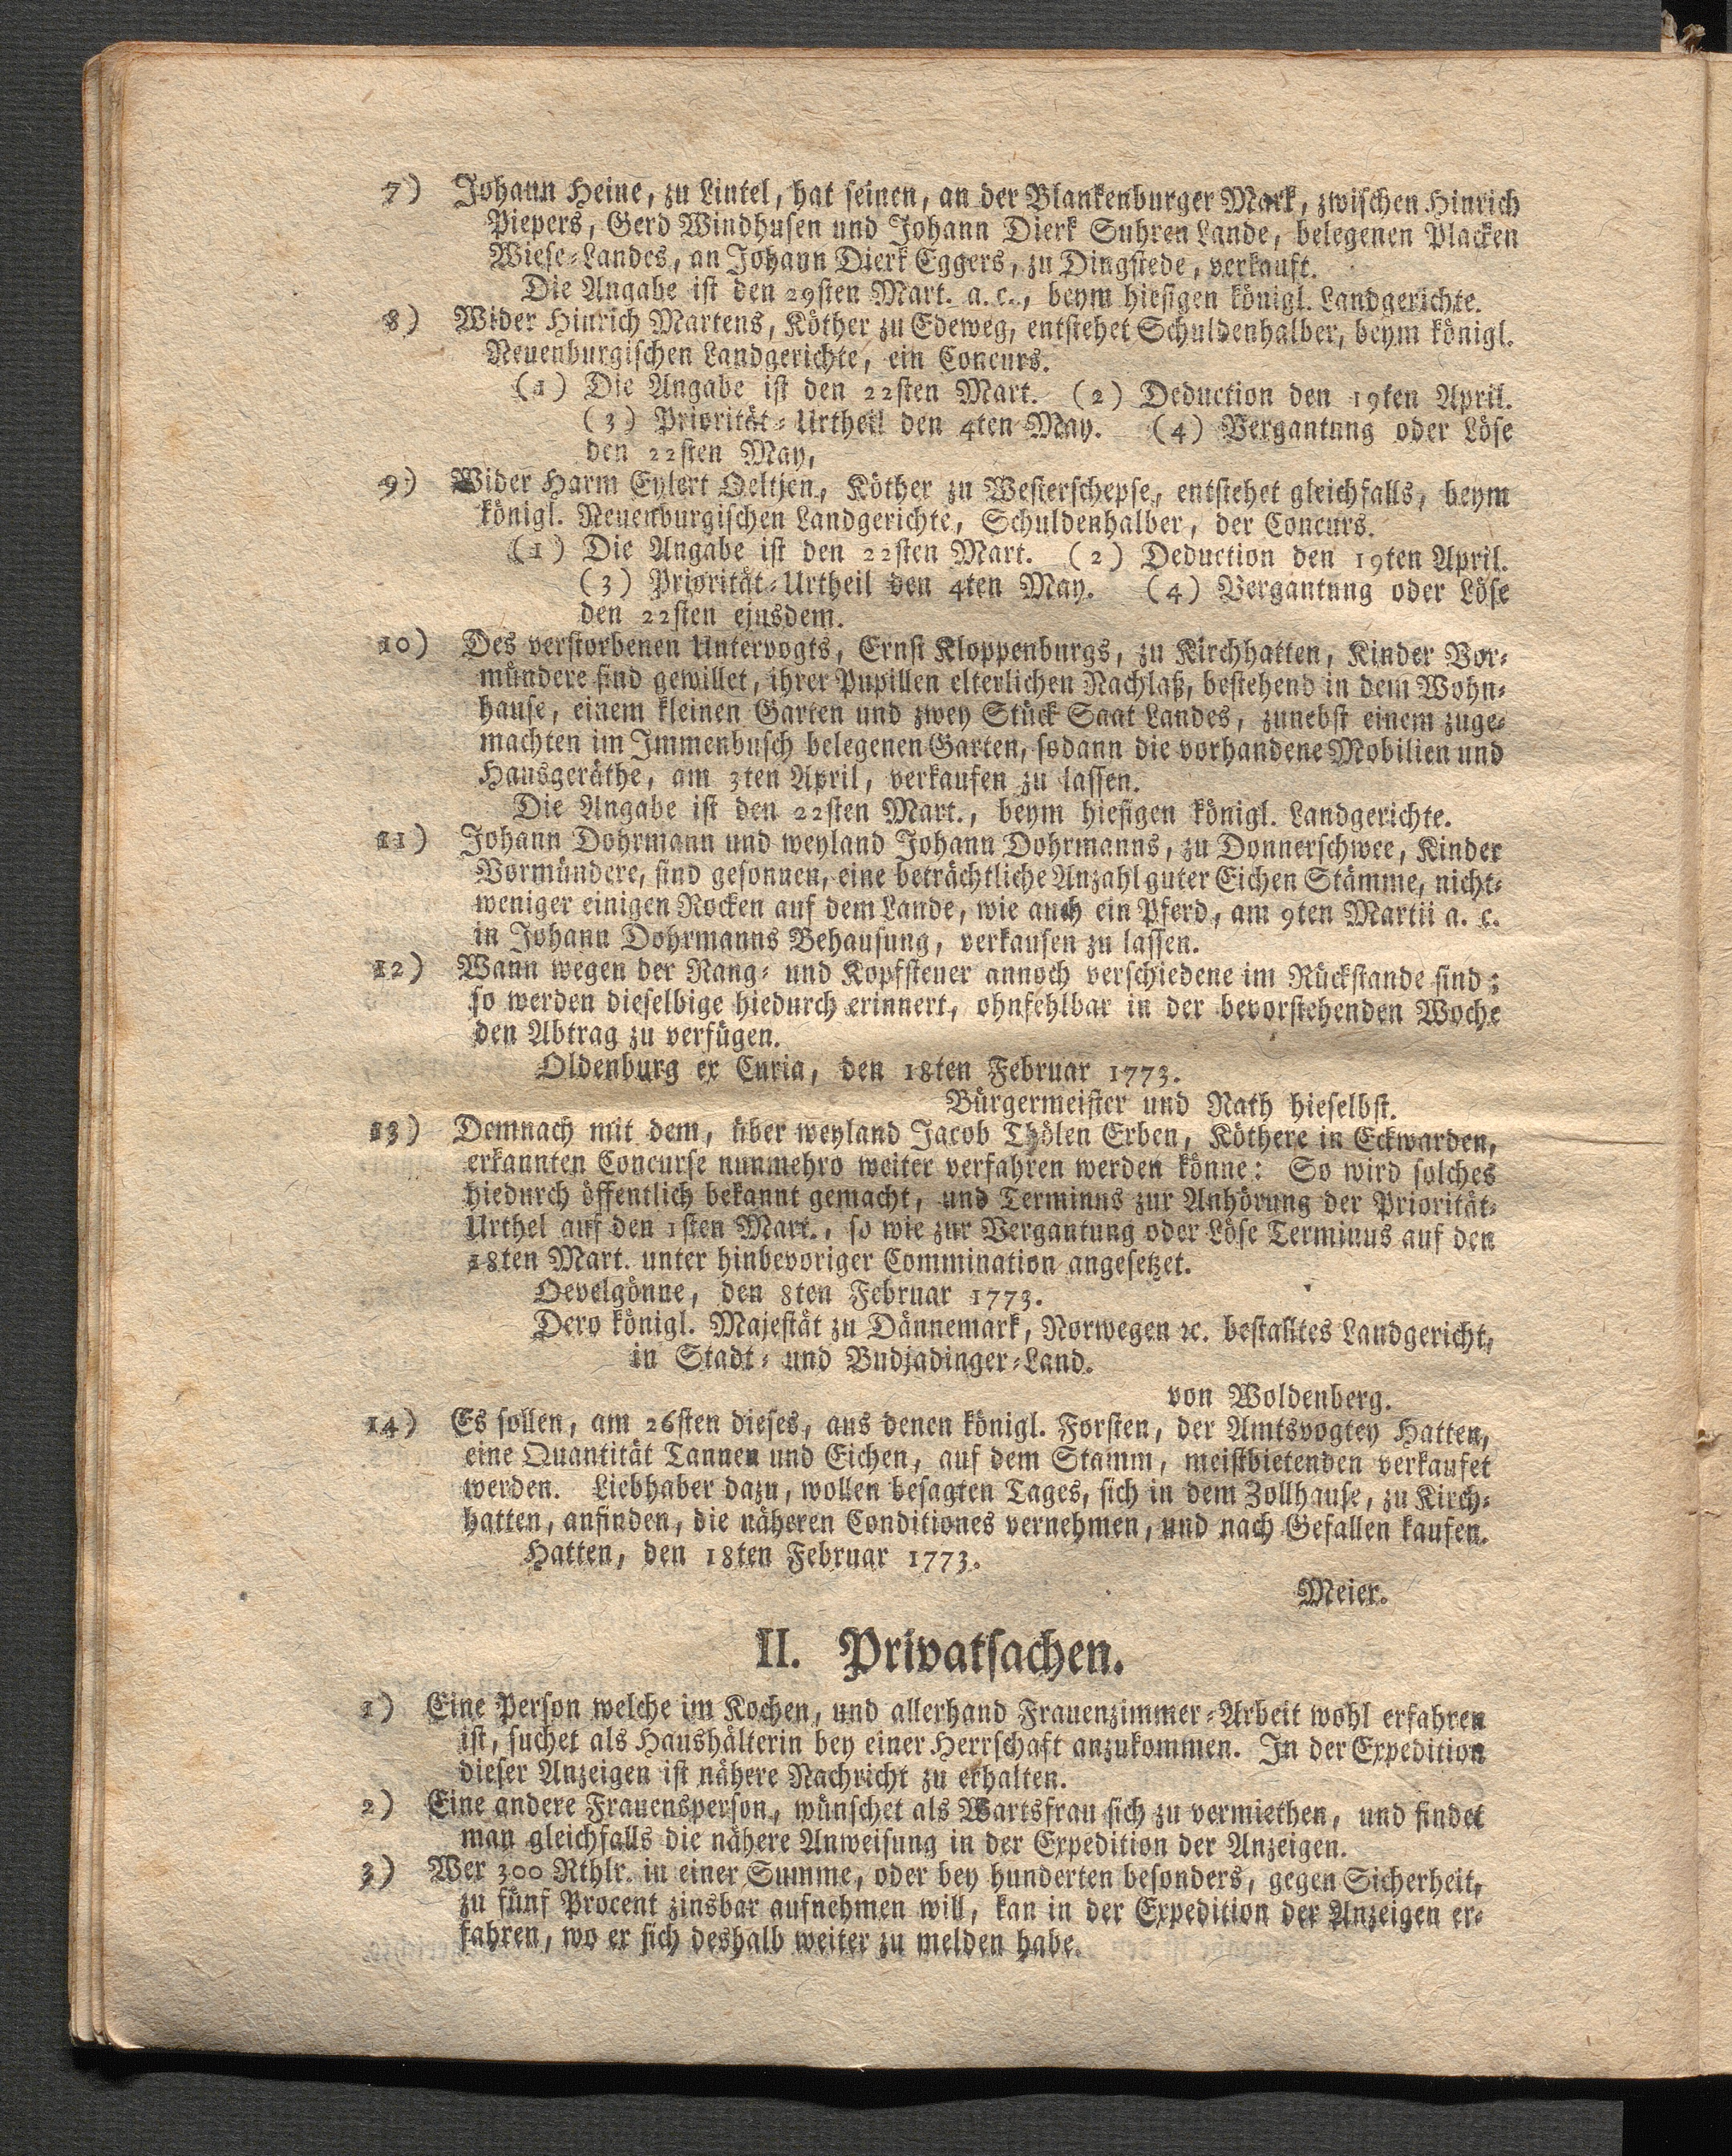 7) Johann Heine, zu Lintel, hat seinen, an der Blankenburger Mark, zwischen Hinrich
Piepers, Gerd Windhusen und Johann Dierk Suhren Lande, belegenen Placken
Wiese-Landes, an Johann Dierk Eggers, zu Dingstede, verkauft.
Die Angabe ist den 29sten Mart. a. c., beym hiesigen königl. Landgerichte.
8) Wider Hinrich Martens, Köther zu Edeweg, entstehet Schuldenhalber, beym königl.
Neuenburgischen Landgerichte, ein Concurs.
(1) Die Angabe ist den 22sten Mart. (2) Deduction den 19ten April.
(3) Priorität-Urtheil den 4ten May. (4) Vergantung oder Löse
den 22sten May,
9) Wider Harm Eylert Oeltjen, Köther zu Westerschepse, entstehet gleichfalls, beym
königl. Neuenburgischen Landgerichte, Schuldenhalber, der Concurs.
(1) Die Angabe ist den 22sten Mart. (2) Deduction den 19ten April.
(3) Priorität-Urtheil den 4ten May. (4) Vergantung oder Löse
den 22sten ejusdem.
10) Des verstorbenen Untervogts, Ernst Kloppenburgs, zu Kirchhatten, Kinder Vor-
mündere sind gewillet, ihrer Pupillen elterlichen Nachlaß, bestehend in dem Wohn-
hause, einem kleinen Garten und zwey Stück Saat Landes, zunebst einem zuge-
machten im Immenbusch belegenen Garten, sodann die vorhandene Mobilien und
Hausgeräthe, am 3ten April, verkaufen zu lassen.
Die Angabe ist den 22sten Mart., beym hiesigen königl. Landgerichte.
11) Johann Dohrmann und weyland Johann Dohrmanns, zu Donnerschwee, Kinder
Vormündere, sind gesonnen, eine beträchtliche Anzahl guter Eichen Stämme, nicht-
weniger einigen Rocken auf dem Lande, wie auch ein Pferd, am 9ten Martii a. c.
in Johann Dohrmanns Behausung, verkaufen zu lassen.
12) Wann wegen der Rang- und Kopfsteuer annoch verschiedene im Rückstande sind;
so werden dieselbige hiedurch erinnert, ohnfehlbar in der bevorstehenden Woche
den Abtrag zu verfügen.
Oldenburg ex Curia, den 18ten Februar 1773.
Bürgermeister und Rath hieselbst.
13) Demnach mit dem, über weyland Jacob Thölen Erben, Köthere in Eckwarden,
erkannten Concurse nunmehro weiter verfahren werden könne: So wird solches
hiedurch öffentlich bekannt gemacht, und Terminus zur Anhörung der Priorität-
Urthel auf den 1sten Mart., so wie zur Vergantung oder Löse Terminus auf den
18ten Mart. unter hinbevoriger Commination angesetzet.
Oevelgönne, den 8ten Februar 1773.
Dero königl. Majestät zu Dännemark, Norwegen ꝛc. bestalltes Landgericht,
in Stadt- und Budjadinger-Land.
von Woldenberg.
14) Es sollen, am 26sten dieses, aus denen königl. Forsten, der Amtsvogtey Hatten,
eine Quantität Tannen und Eichen, auf dem Stamm, meistbietenden verkaufet
werden. Liebhaber dazu, wollen besagten Tages, sich in dem Zollhause, zu Kirch-
hatten, anfinden, die näheren Conditiones vernehmen, und nach Gefallen kaufen.
Hatten, den 18ten Februar 1773.
Meier.
II. Privatsachen.
1) Eine Person welche im Kochen, und allerhand Frauenzimmer-Arbeit wohl erfahren
ist, suchet als Haushälterin bey einer Herrschaft anzukommen. In der Expedition
dieser Anzeigen ist nähere Nachricht zu erhalten.
2) Eine andere Frauensperson, wünschet als Wartsfrau sich zu vermiethen, und findet
man gleichfalls die nähere Anweisung in der Expedition der Anzeigen.
3) Wer 300 Rthlr. in einer Summe, oder bey hunderten besonders, gegen Sicherheit,
zu fünf Procent zinsbar aufnehmen will, kan in der Expedition der Anzeigen er-
fahren, wo er sich deshalb weiter zu melden habe.